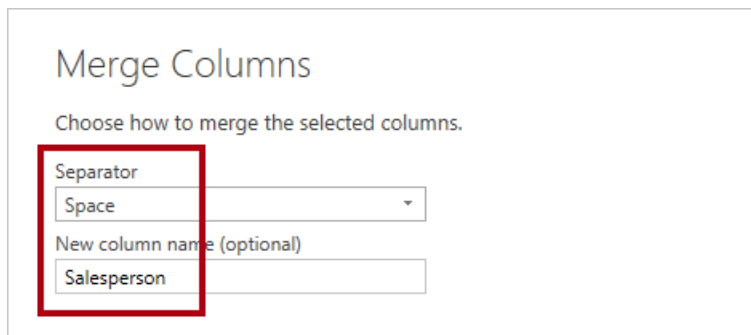 Merge Columns
Choose how to merge the selected columns.
Separator
Space
New column name (optional)
Salesperson